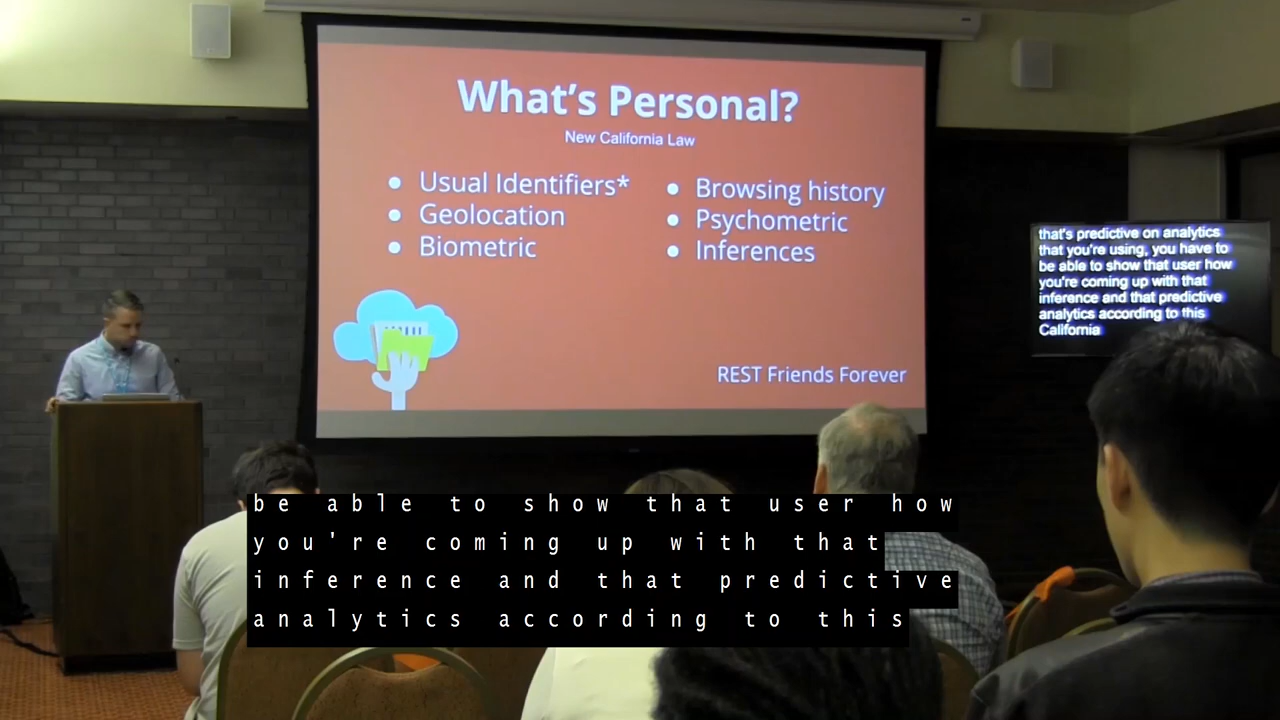 What's Personal?
New California Law
● Usual Identifiers*
● Geolocation
● Biometric
● Browsing history
● Psychometric
● Inferences
REST Friends Forever
that's predictive on analytics
that you're using, you have to
be able to show that user how
you're coming up with that
inference and that predictive
analytics according to this
California
be able to show that user how
you're coming up with that
inference and that predictive
analytics according to this